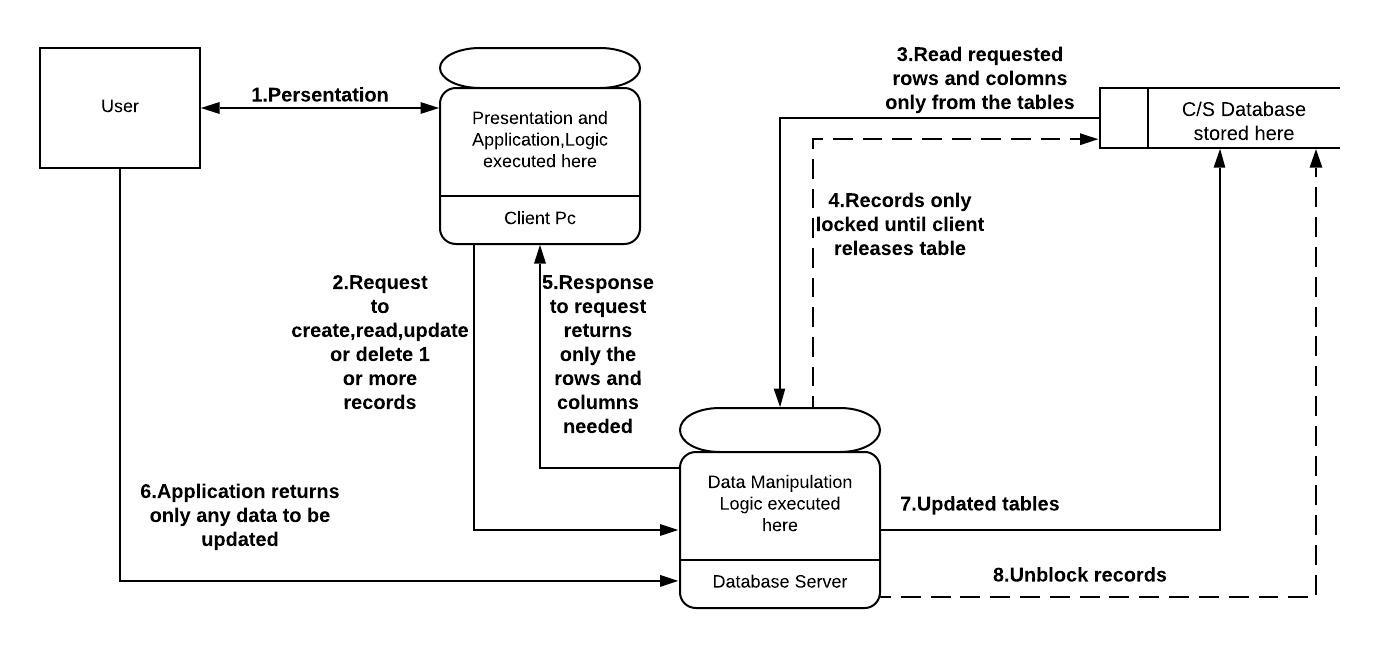 User
1.Persentation
Presentation and
Application,Logic
executed here
Client Pc
3.Read requested
rows and colomns
only from the tables
C/S Database
stored here
4.Records only
locked until client
releases table
2.Request
to
create,read,update
or delete 1
or more
records
5.Response
to request
returns
only the
rows and
columns
needed
6.Application returns
only any data to be
updated
Data Manipulation
Logic executed
here
Database Server
7.Updated tables
8.Unblock records